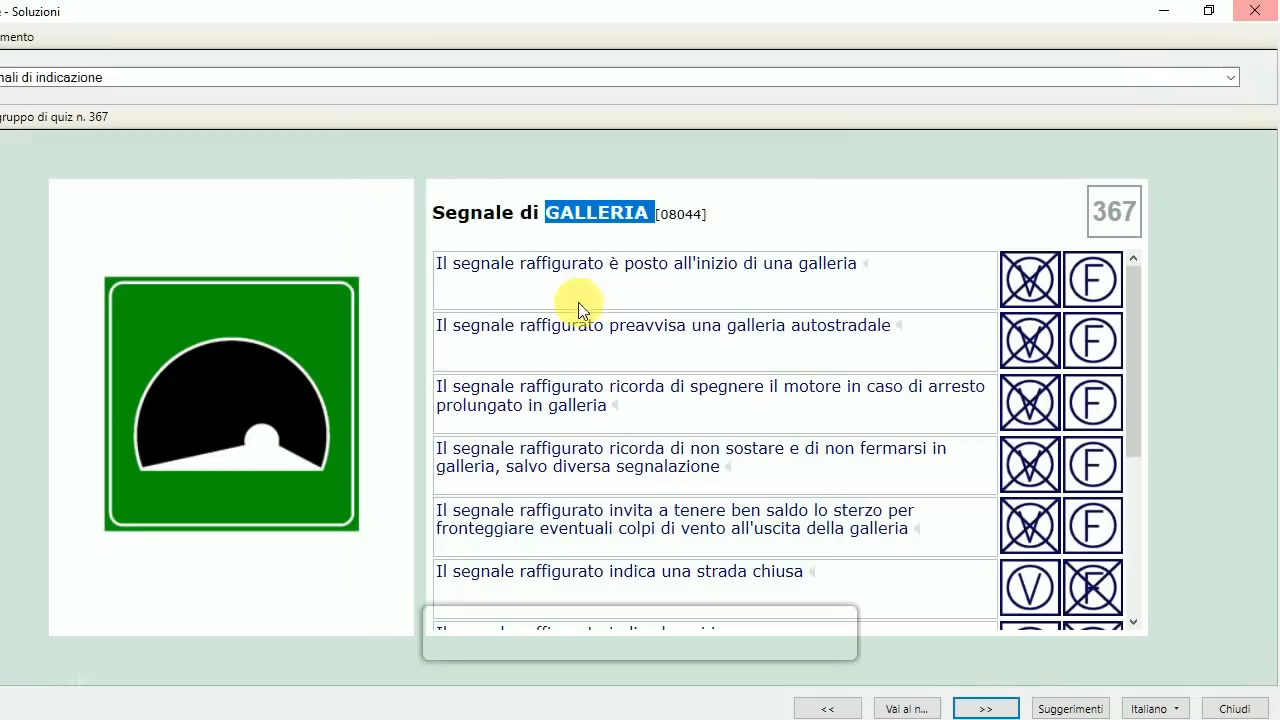 - Soluzioni
mento
nali di indicazione
gruppo di quiz n. 367
Segnale di GALLERIA [08044]
367
Il segnale raffigurato è posto all'inizio di una galleria
V F
Il segnale raffigurato preavvisa una galleria autostradale
V F
Il segnale raffigurato ricorda di spegnere il motore in caso di arresto
prolungato in galleria
V F
Il segnale raffigurato ricorda di non sostare e di non fermarsi in
galleria, salvo diversa segnalazione
V F
Il segnale raffigurato invita a tenere ben saldo lo sterzo per
fronteggiare eventuali colpi di vento all'uscita della galleria
V F
Il segnale raffigurato indica una strada chiusa
V F
<< Vai al n... >> Suggerimenti Italiano Chiudi